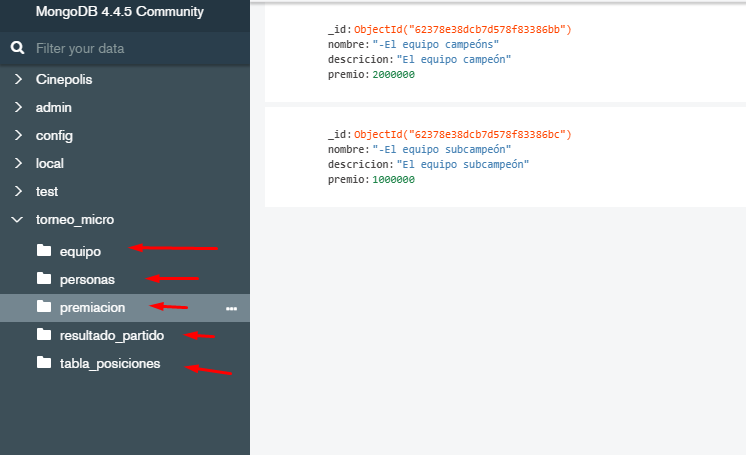 MongoDB 4.4.5 Community
Filter your data
Cinepolis
admin
config
local
test
torneo_micro
equipo
personas
premiacion
resultado_partido
tabla_posiciones
_id:ObjectId("62378e38dcb7d578f83386bb")
nombre:"-El equipo campeóns"
descricion:"El equipo campeón"
premio:2000000
_id:ObjectId("62378e38dcb7d578f83386bc")
nombre:"-El equipo subcampeón"
descricion:"El equipo subcampeón"
premio:1000000